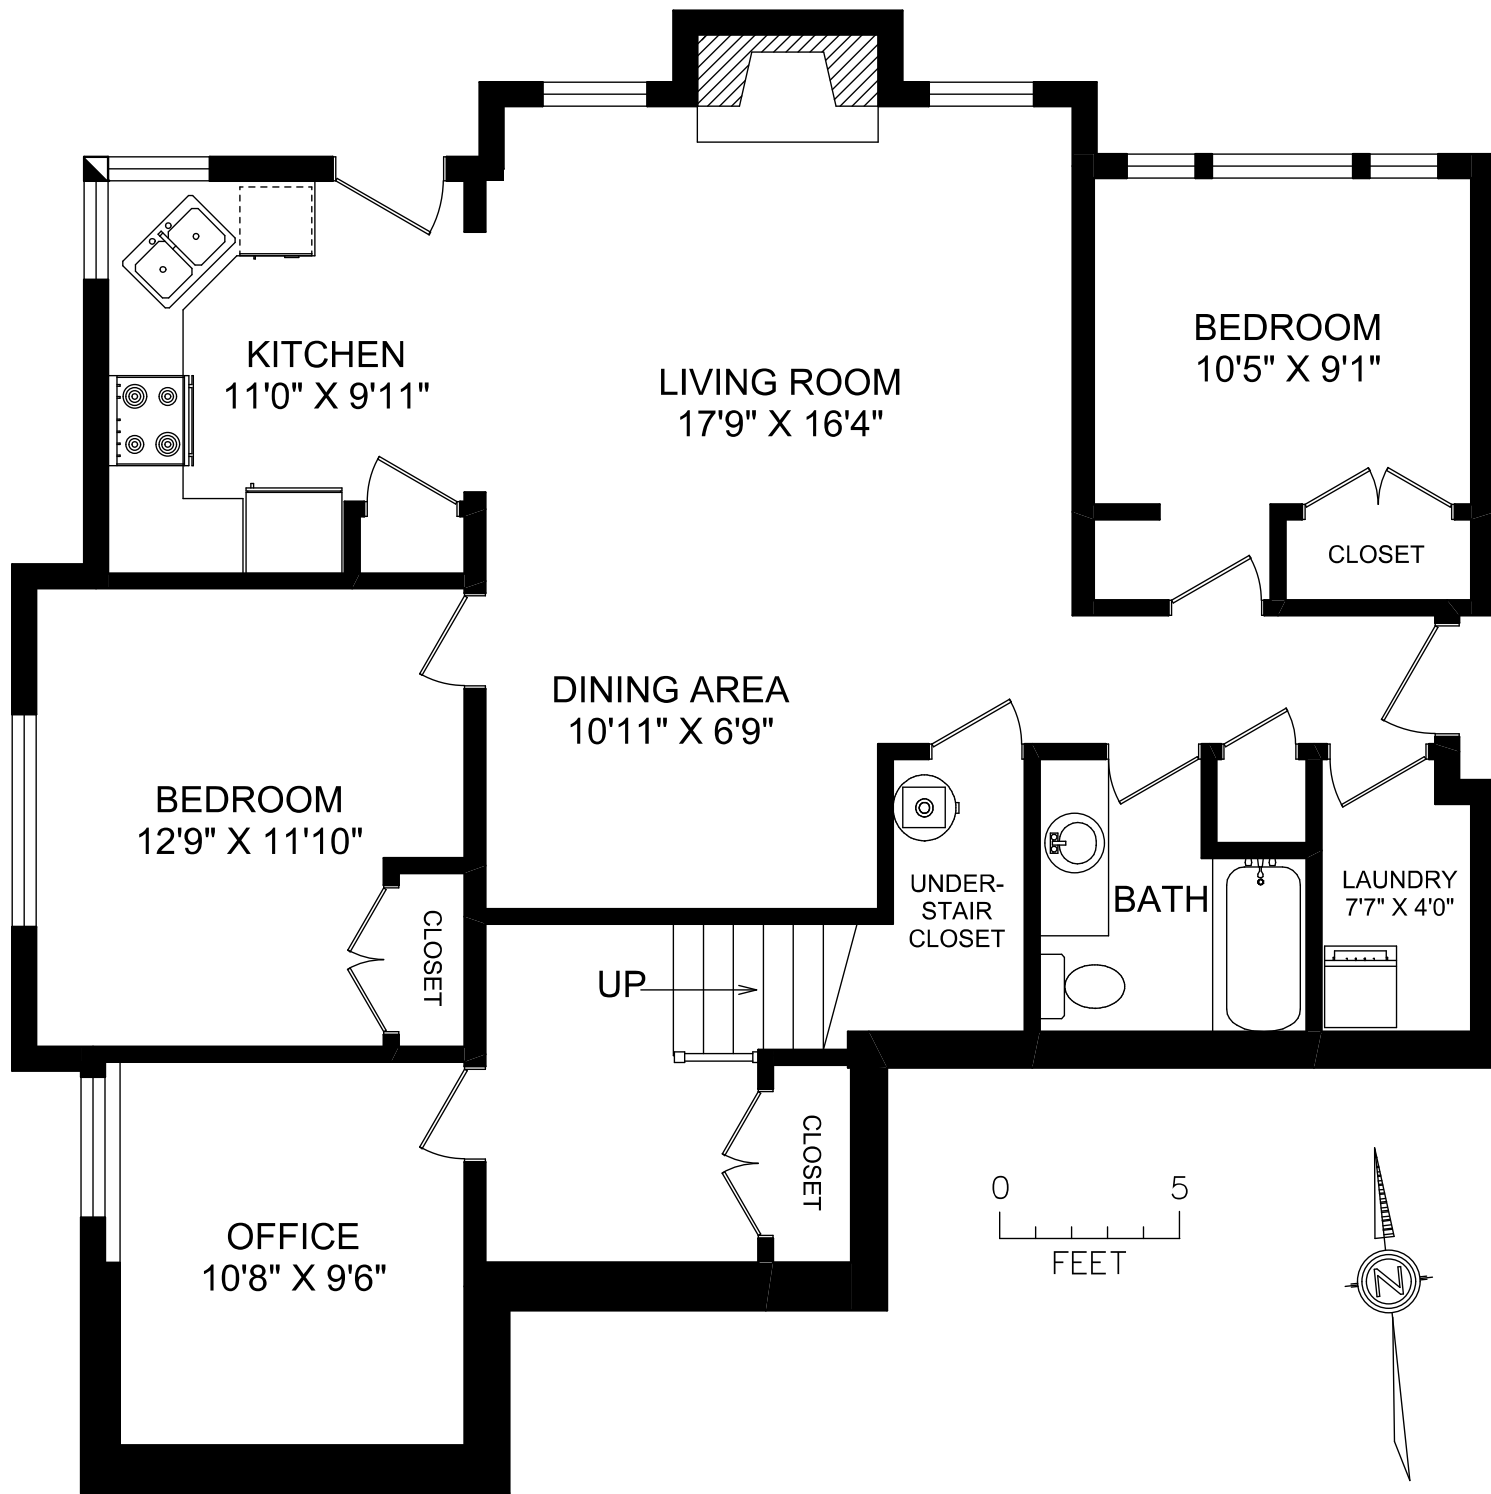 KITCHEN
11'0" X 9'11"
LIVING ROOM
17'9" X 16'4"
BEDROOM
10'5" X 9'1"
CLOSET
DINING AREA
10'11" X 6'9"
BEDROOM
12'9" X 11'10"
CLOSET
UNDER-
STAIR
CLOSET
BATH
LAUNDRY
7'7" X 4'0"
UP
CLOSET
OFFICE
10'8" X 9'6"
0 5
FEET
N